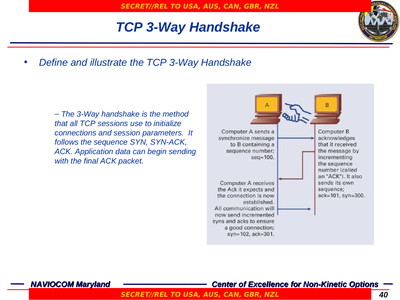 SECRET//REL TO USA, AUS, CAN, GBR, NZL
TCP 3-Way Handshake
• Define and illustrate the TCP 3-Way Handshake
– The 3-Way handshake is the method
that all TCP sessions use to initialize
connections and session parameters. It
follows the sequence SYN, SYN-ACK,
ACK. Application data can begin sending
with the final ACK packet.
A
B
Computer A sends a
synchronize message
to B containing a
sequence number;
seq=100.
Computer B
acknowledges
that it received
the message by
incrementing
the sequence
number (called
an "ACK"). It also
sends its own
sequence;
ack=101, syn=300.
Computer A receives
the Ack it expects and
the connection is now
established.
All communication will
now send incremented
syns and acks to ensure
a good connection;
syn=102, ack=301.
NAVIOCOM Maryland
Center of Excellence for Non-Kinetic Options
SECRET//REL TO USA, AUS, CAN, GBR, NZL
40